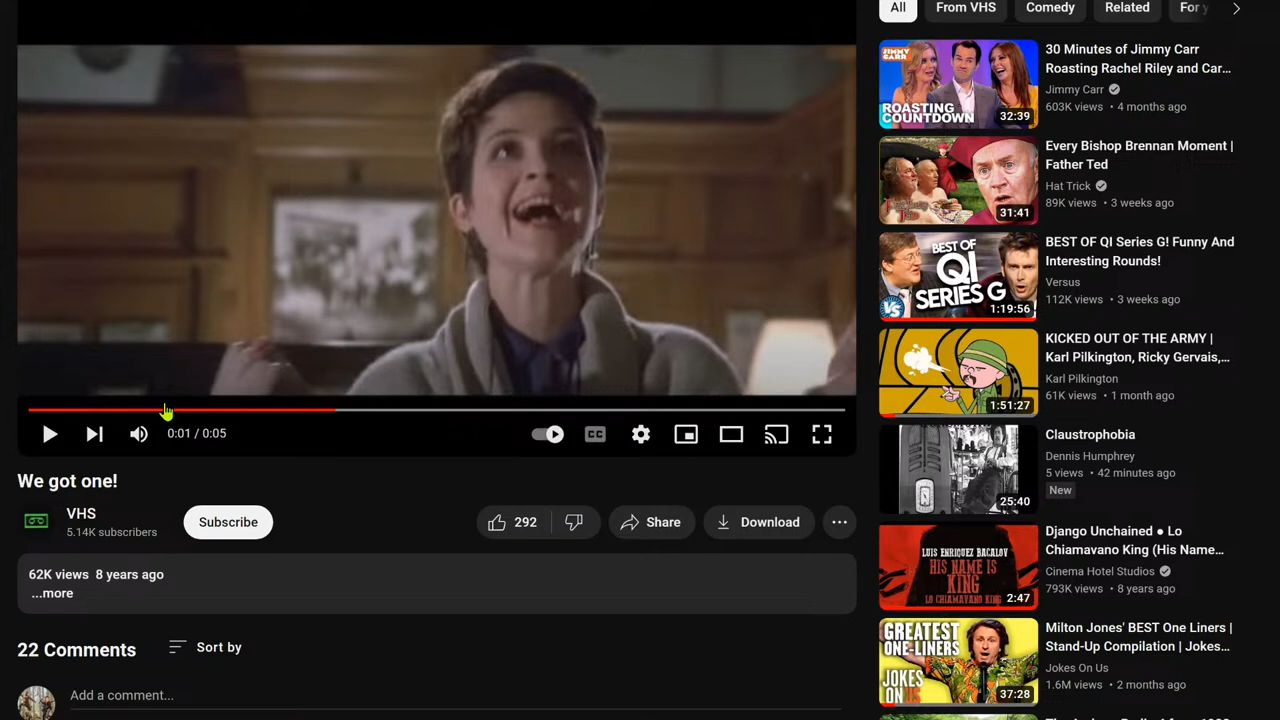 All
From VHS
Comedy
Related
For y
0:01 / 0:05
CC
We got one!
VHS
5.14K subscribers
Subscribe
292
Share
Download
62K views 8 years ago
...more
22 Comments
Sort by
Add a comment...
JIMMY
CARR
ROASTING
COUNTDOWN
32:39
30 Minutes of Jimmy Carr
Roasting Rachel Riley and Car...
Jimmy Carr
603K views • 4 months ago
31:41
Every Bishop Brennan Moment |
Father Ted
Hat Trick
89K views • 3 weeks ago
BEST OF
QI
SERIES G
VS
1:19:56
BEST OF QI Series G! Funny And
Interesting Rounds!
Versus
112K views • 3 weeks ago
1:51:27
KICKED OUT OF THE ARMY |
Karl Pilkington, Ricky Gervais,...
Karl Pilkington
61K views • 1 month ago
25:40
Claustrophobia
Dennis Humphrey
5 views • 42 minutes ago
New
LUIS ENRIQUEZ BACALOV
HIS NAME IS
KING
LO CHIAMAVANO KING
2:47
Django Unchained ● Lo
Chiamavano King (His Name...
Cinema Hotel Studios
793K views • 8 years ago
GREATEST
ONE-LINERS
JOKES
ON US
37:28
Milton Jones' BEST One Liners |
Stand-Up Compilation | Jokes...
Jokes On Us
1.6M views • 2 months ago